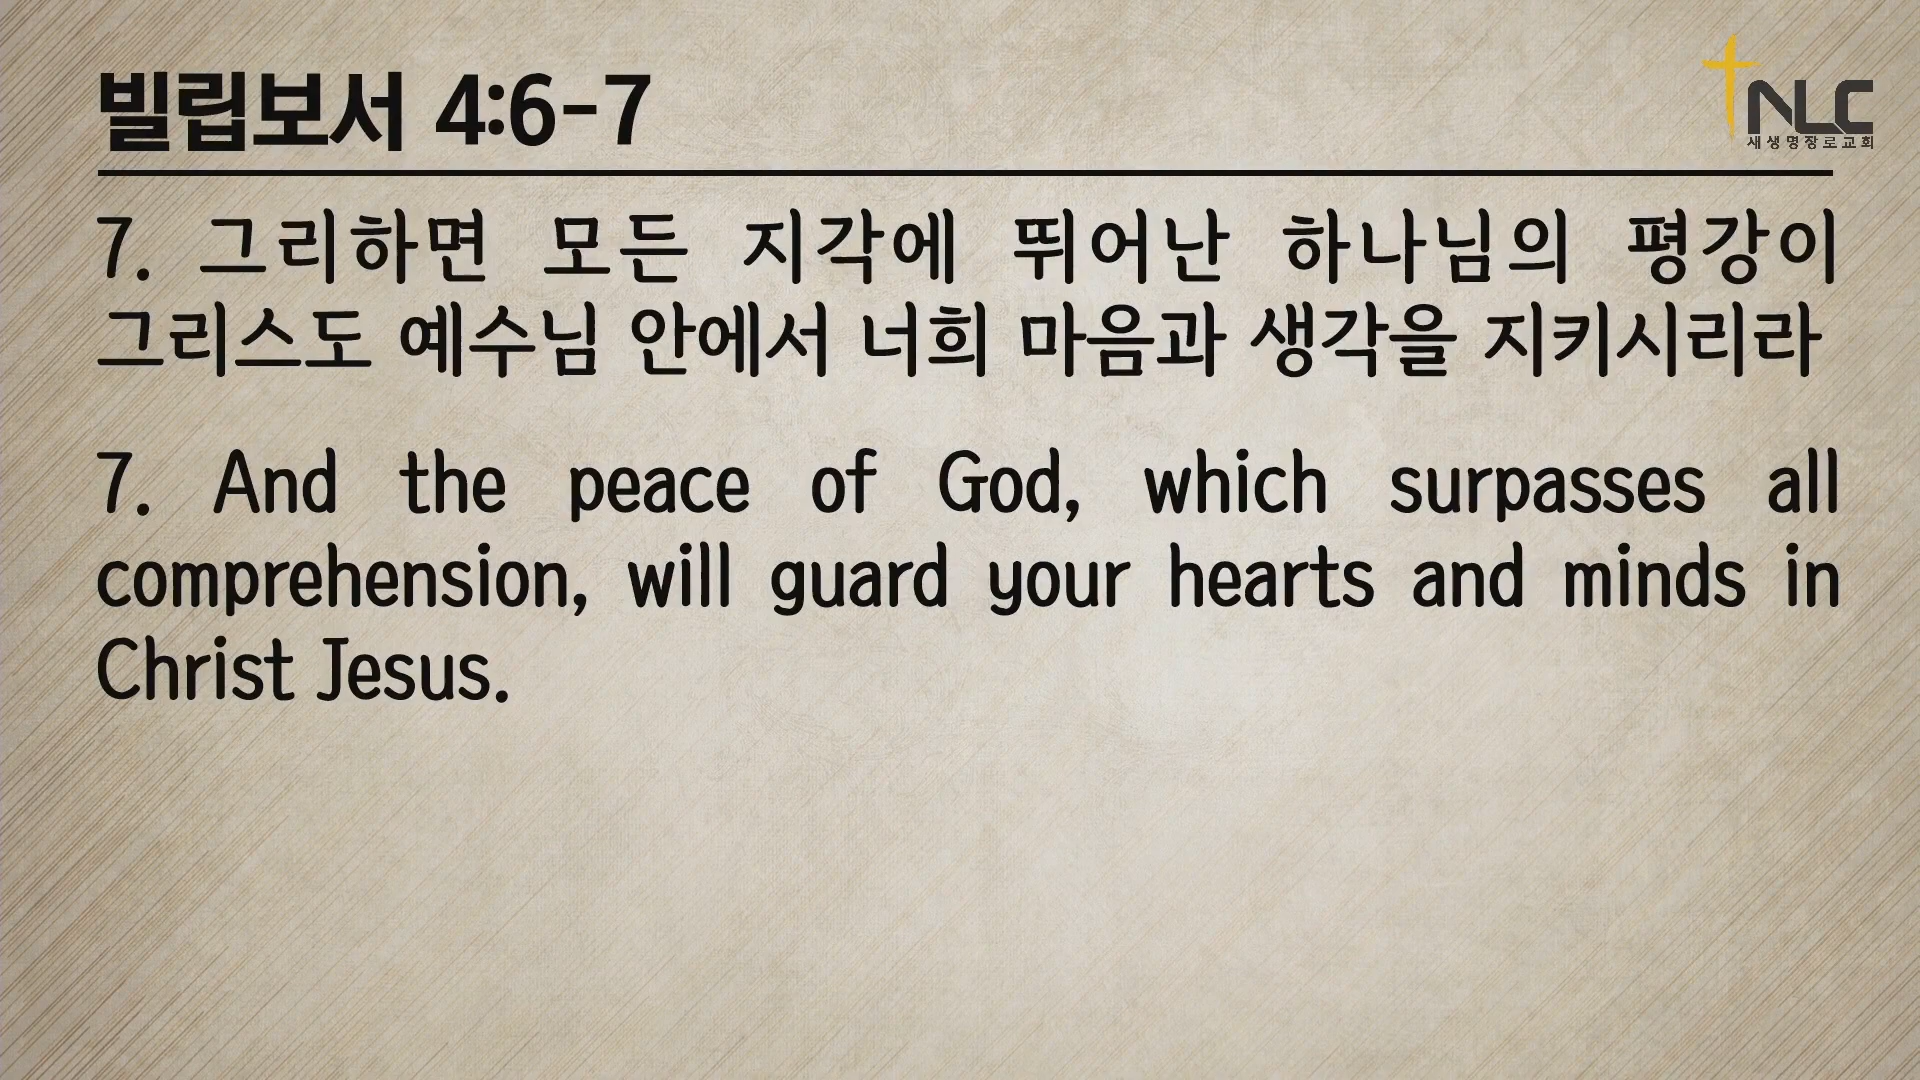 빌립보서 4:6-7
NLC
새생명장로교회
7. 그리하면 모든 지각에 뛰어난 하나님의 평강이
그리스도 예수님 안에서 너희 마음과 생각을 지키시리라
7. And the peace of God, which surpasses all
comprehension, will guard your hearts and minds in
Christ Jesus.